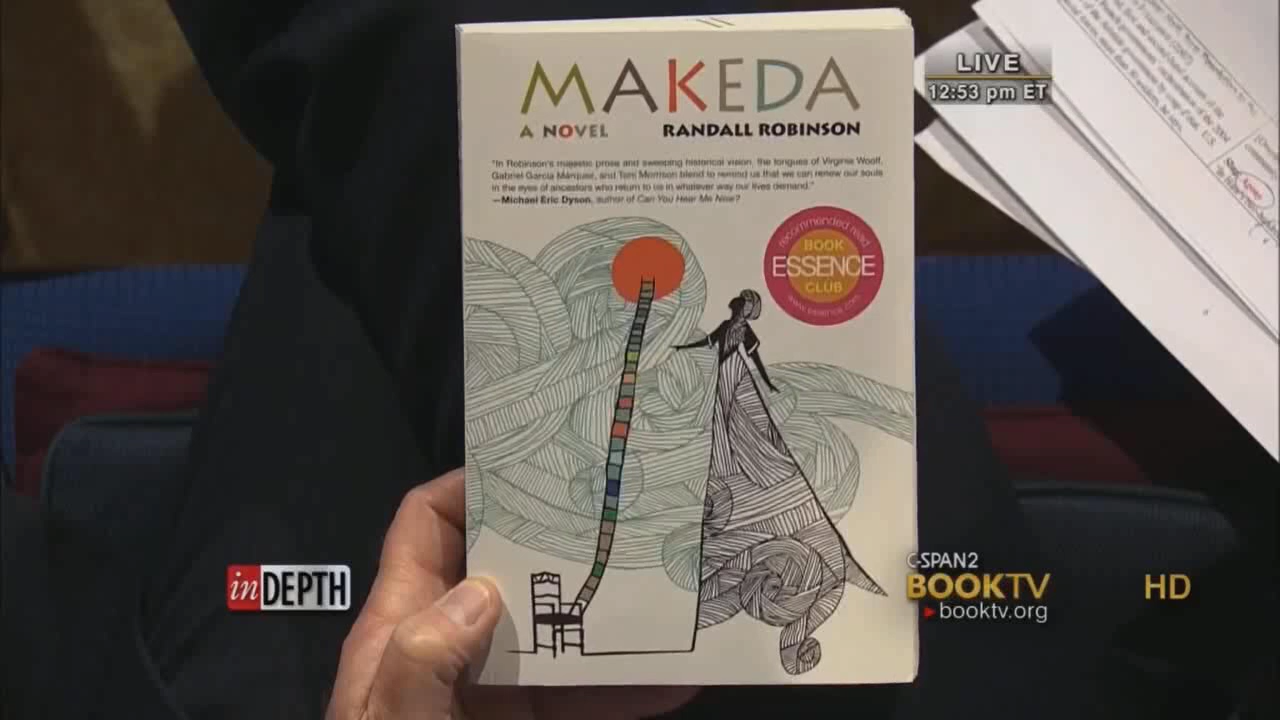 MAKEDA
A NOVEL RANDALL ROBINSON
"In Robinson's majestic prose and sweeping historical vision, the tongues of Virginia Woolf,
Gabriel García Márquez, and Toni Morrison blend to remind us that we can renew our souls
in the eyes of ancestors who return to us in whatever way our lives demand."
—Michael Eric Dyson, author of Can You Hear Me Now?
recommended read
BOOK
ESSENCE
CLUB
www.essence.com
LIVE
12:53 pm ET
inDEPTH
C-SPAN2
BOOKTV
booktv.org
HD